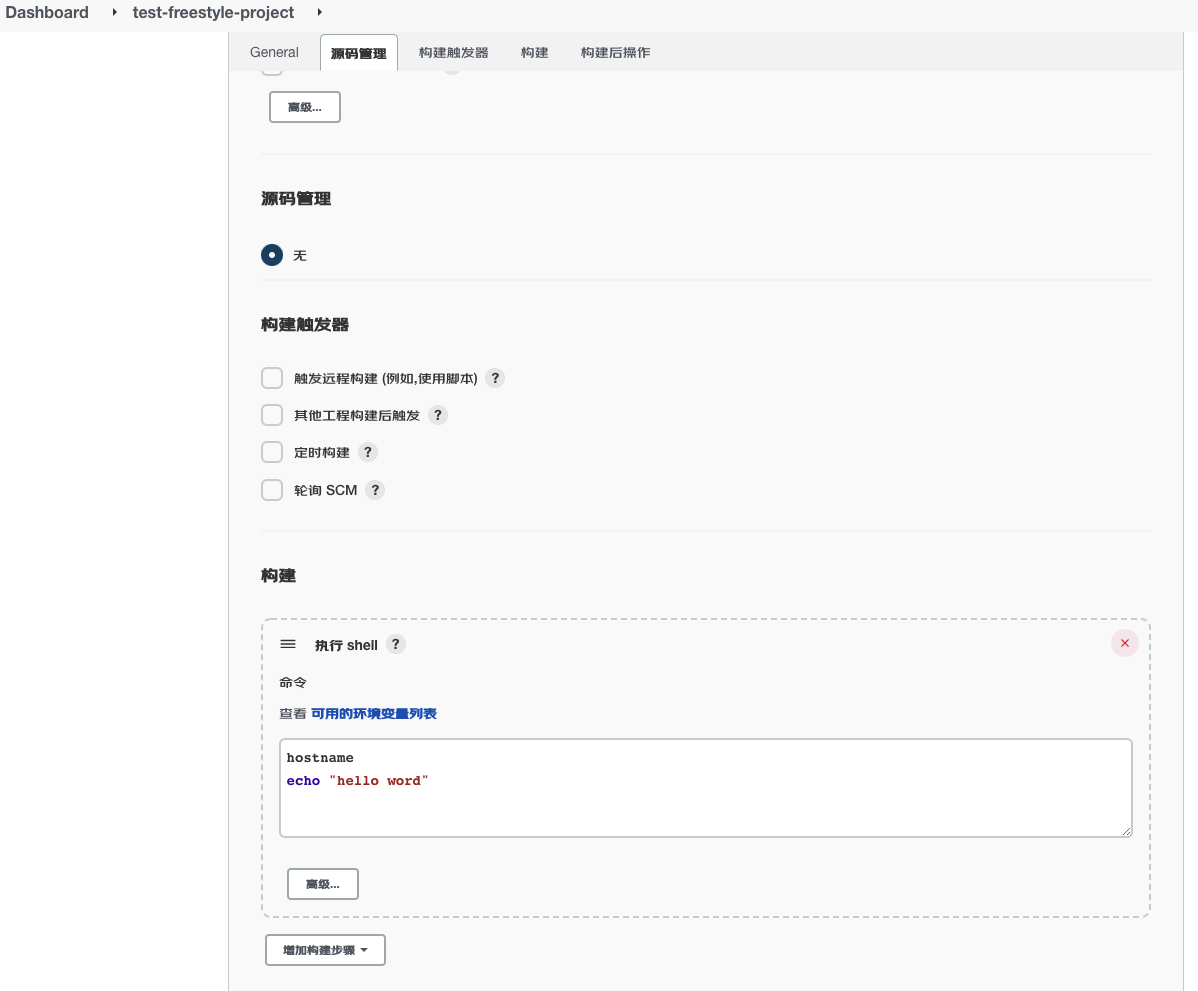 Dashboard test-freestyle-project
General 源码管理 构建触发器 构建 构建后操作
高级...
源码管理
无
构建触发器
触发远程构建 (例如,使用脚本) ?
其他工程构建后触发 ?
定时构建 ?
轮询 SCM ?
构建
执行 shell ?
命令
查看 可用的环境变量列表
hostname
echo "hello word"
高级...
增加构建步骤